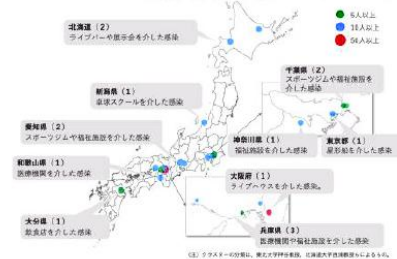 北海道(2)
ライブバーや展示会を介した感染
5人以上
10人以上
50人以上
新潟県(1)
卓球スクールを介した感染
千葉県(2)
スポーツジムや福祉施設を
介した感染
愛知県(2)
スポーツジムや福祉施設を介した感染
神奈川県(1)
福祉施設を介した感染
東京都(1)
屋形船を介した感染
和歌山県(1)
医療機関を介した感染
大阪府(1)
ライブハウスを介した感染。
大分県(1)
飲食店を介した感染
兵庫県(3)
医療機関や福祉施設を介した感染